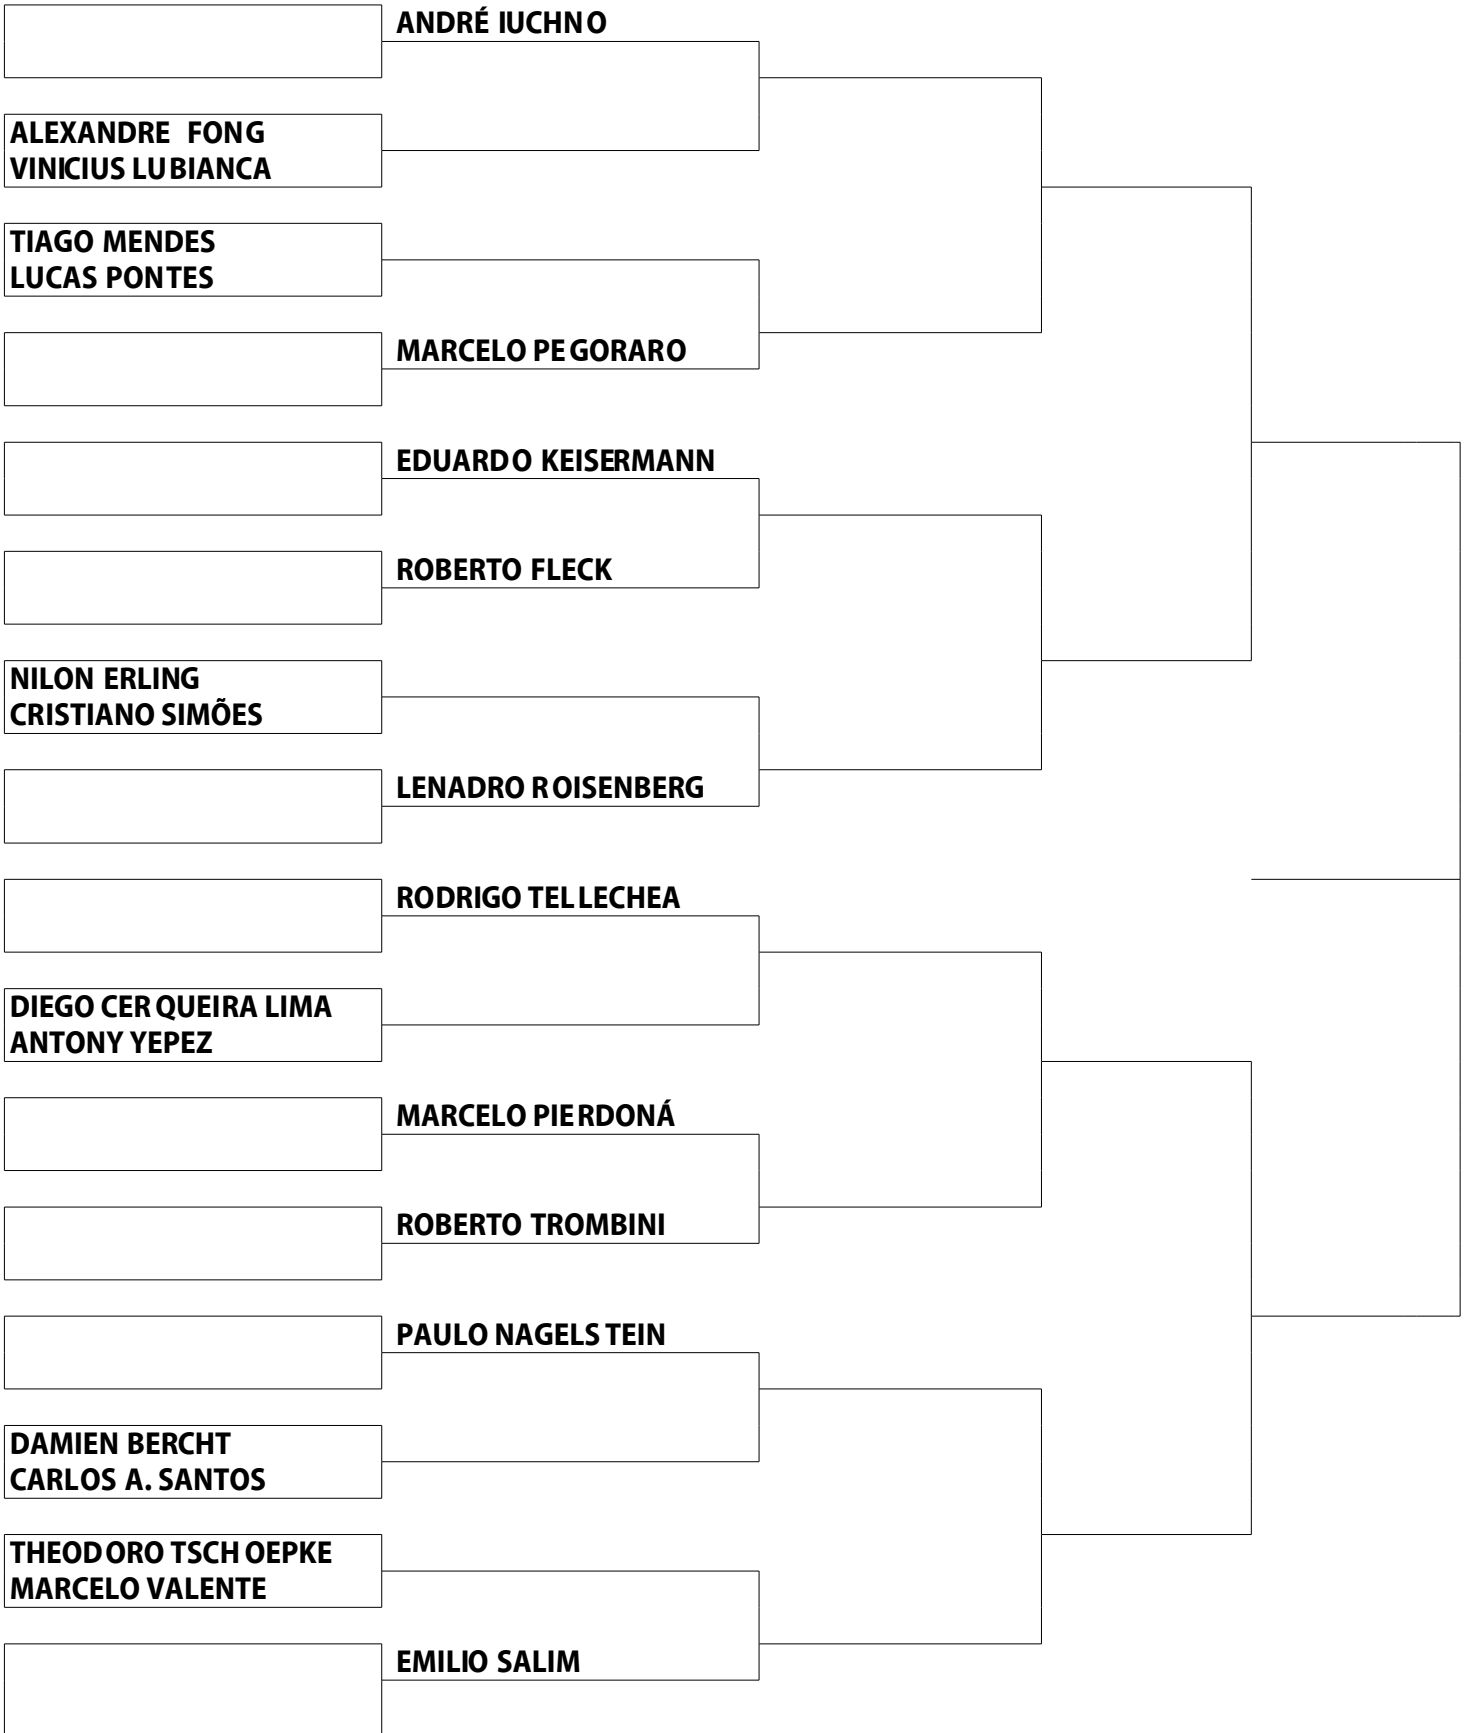 ANDRÉ IUCHNO
ALEXANDRE FONG
VINICIUS LUBIANCA
TIAGO MENDES
LUCAS PONTES
MARCELO PEGORARO
EDUARDO KEISERMANN
ROBERTO FLECK
NILON ERLING
CRISTIANO SIMÕES
LENADRO ROISENBERG
RODRIGO TELLECHEA
DIEGO CERQUEIRA LIMA
ANTONY YEPEZ
MARCELO PIERDONÁ
ROBERTO TROMBINI
PAULO NAGELSTEIN
DAMIEN BERCHT
CARLOS A. SANTOS
THEODORO TSCHOEPKE
MARCELO VALENTE
EMILIO SALIM